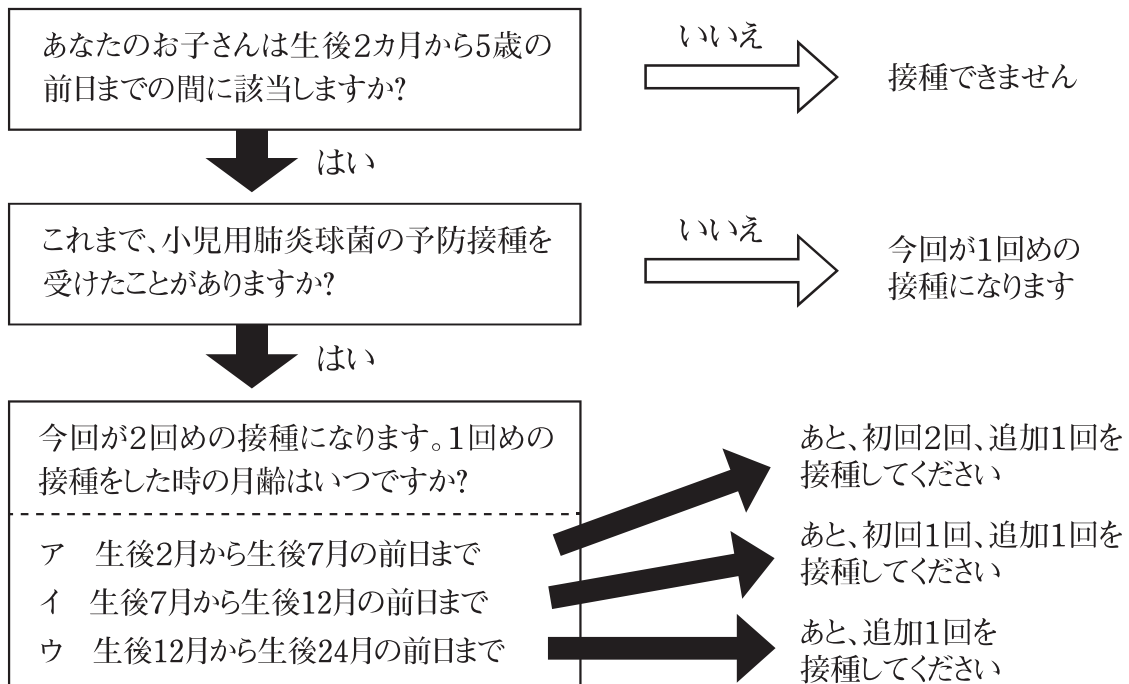 あなたのお子さんは生後2カ月から5歳の
前日までの間に該当しますか?
いいえ
接種できません
はい
これまで、小児用肺炎球菌の予防接種を
受けたことがありますか?
いいえ
今回が1回めの
接種になります
はい
今回が2回めの接種になります。1回めの
接種をした時の月齢はいつですか?
ア 生後2月から生後7月の前日まで
イ 生後7月から生後12月の前日まで
ウ 生後12月から生後24月の前日まで
あと、初回2回、追加1回を
接種してください
あと、初回1回、追加1回を
接種してください
あと、追加1回を
接種してください